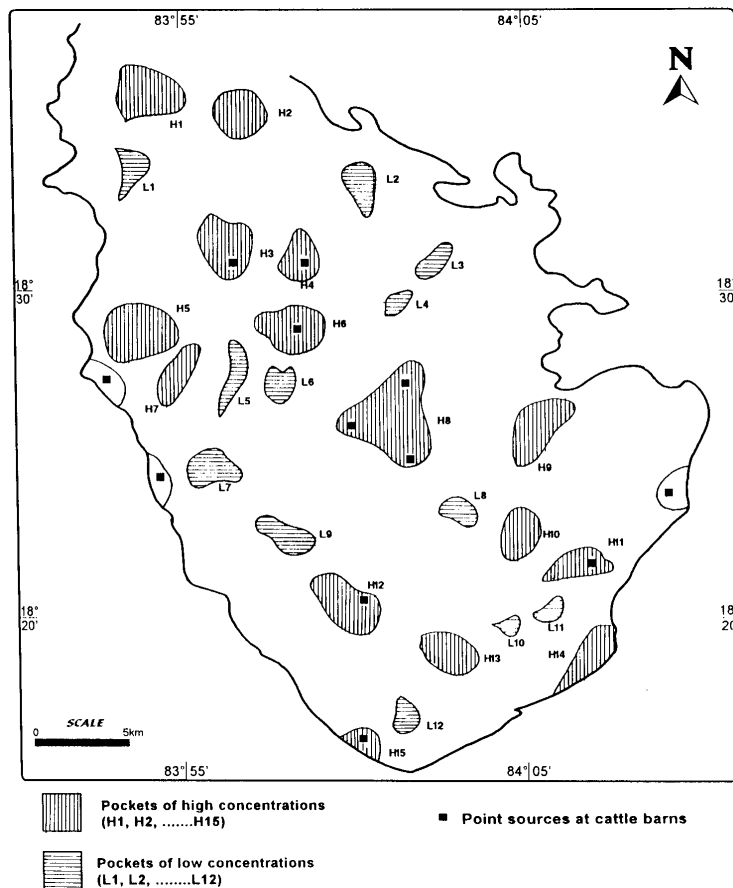 83° 55'
84° 05'
N
H1
H2
L1
L2
H3
H4
L3
18°
30'
18°
30'
L4
H5
H6
L6
L5
H7
H8
H9
L7
L8
L9
H10
H11
H12
18°
20'
18°
20'
L10
L11
H13
H14
L12
H15
SCALE
0 5km
83° 55'
84° 05'
Pockets of high concentrations
(H1, H2, .......H15)
Point sources at cattle barns
Pockets of low concentrations
(L1, L2, ........L12)